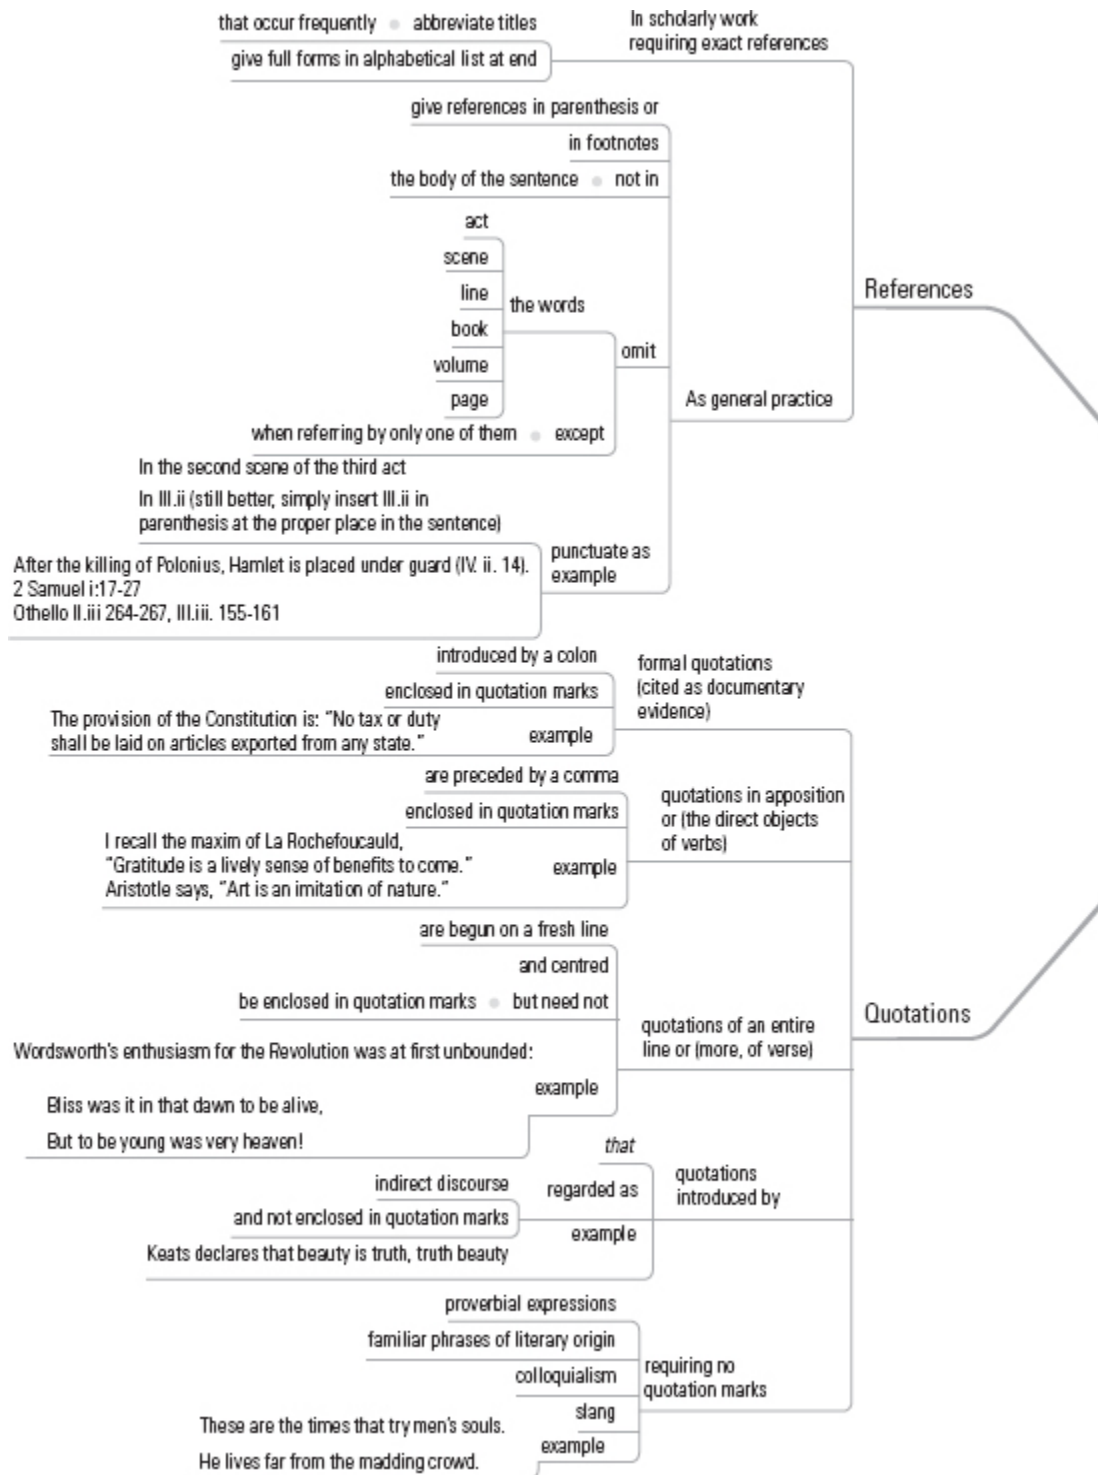 that occur frequently
abbreviate titles
In scholarly work
requiring exact references
give full forms in alphabetical list at end
give references in parenthesis or
in footnotes
the body of the sentence
not in
act
scene
line
the words
book
volume
page
omit
when referring by only one of them
except
As general practice
References
In the second scene of the third act
In III.ii (still better, simply insert III.ii in
parenthesis at the proper place in the sentence)
punctuate as
example
After the killing of Polonius, Hamlet is placed under guard (IV. ii. 14).
2 Samuel i:17-27
Othello II.iii 264-267, III.iii. 155-161
introduced by a colon
enclosed in quotation marks
The provision of the Constitution is: "No tax or duty
shall be laid on articles exported from any state."
example
formal quotations
(cited as documentary
evidence)
are preceded by a comma
enclosed in quotation marks
I recall the maxim of La Rochefoucauld,
"Gratitude is a lively sense of benefits to come."
Aristotle says, "Art is an imitation of nature."
example
quotations in apposition
or (the direct objects
of verbs)
are begun on a fresh line
and centred
be enclosed in quotation marks
but need not
Wordsworth's enthusiasm for the Revolution was at first unbounded:
Bliss was it in that dawn to be alive,
But to be young was very heaven!
example
quotations of an entire
line or (more, of verse)
Quotations
that
indirect discourse
regarded as
and not enclosed in quotation marks
Keats declares that beauty is truth, truth beauty
example
quotations
introduced by
proverbial expressions
familiar phrases of literary origin
colloquialism
slang
These are the times that try men's souls.
He lives far from the madding crowd.
example
requiring no
quotation marks